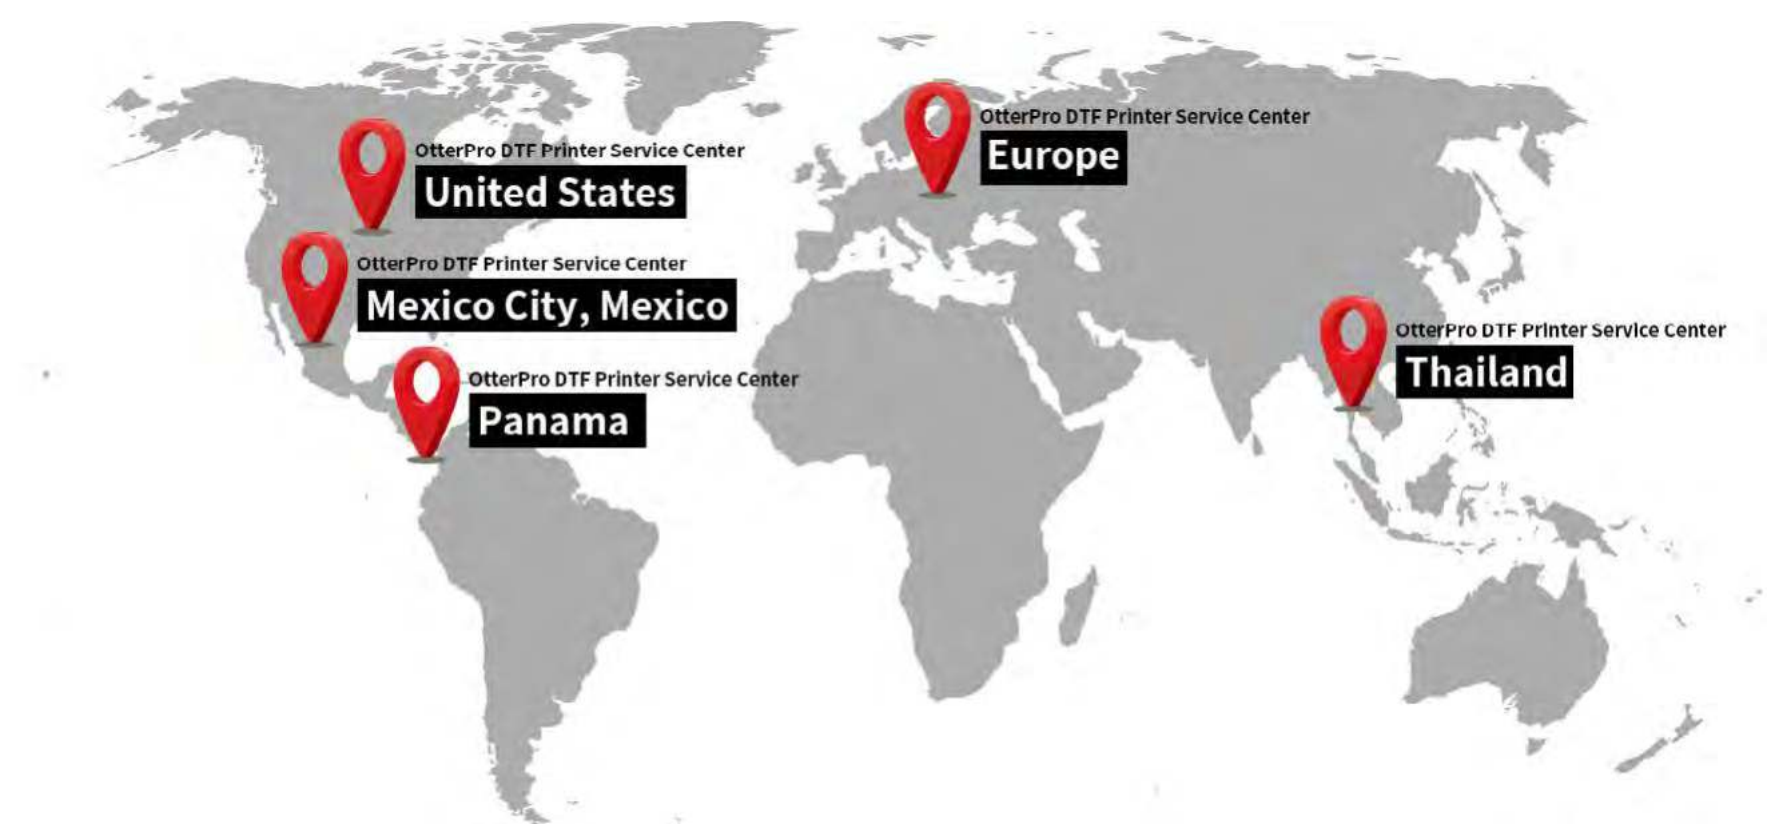 OtterPro DTF Printer Service Center
Europe
OtterPro DTF Printer Service Center
United States
OtterPro DTF Printer Service Center
Mexico City, Mexico
OtterPro DTF Printer Service Center
Thailand
OtterPro DTF Printer Service Center
Panama